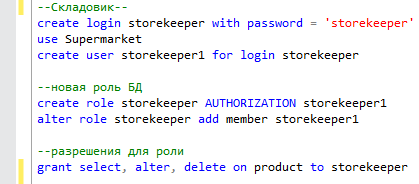 --Складовик--
create login storekeeper with password = 'storekeeper'
use Supermarket
create user storekeeper1 for login storekeeper
--новая роль БД
create role storekeeper AUTHORIZATION storekeeper1
alter role storekeeper add member storekeeper1
--разрешения для роли
grant select, alter, delete on product to storekeeper